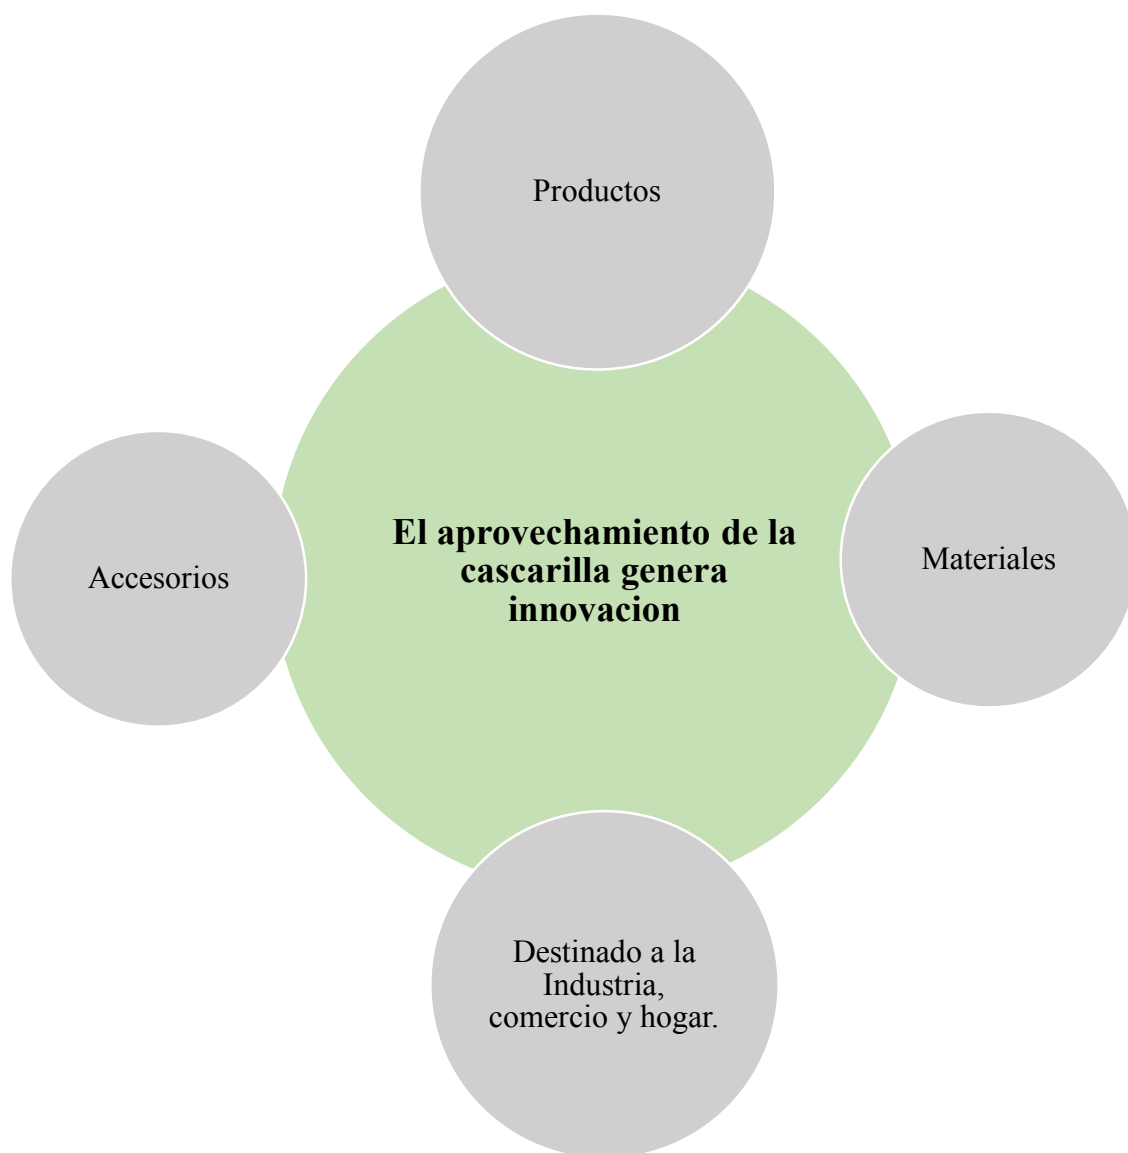 Productos
El aprovechamiento de la
cascarilla genera
innovacion
Materiales
Accesorios
Destinado a la
Industria,
comercio y hogar.